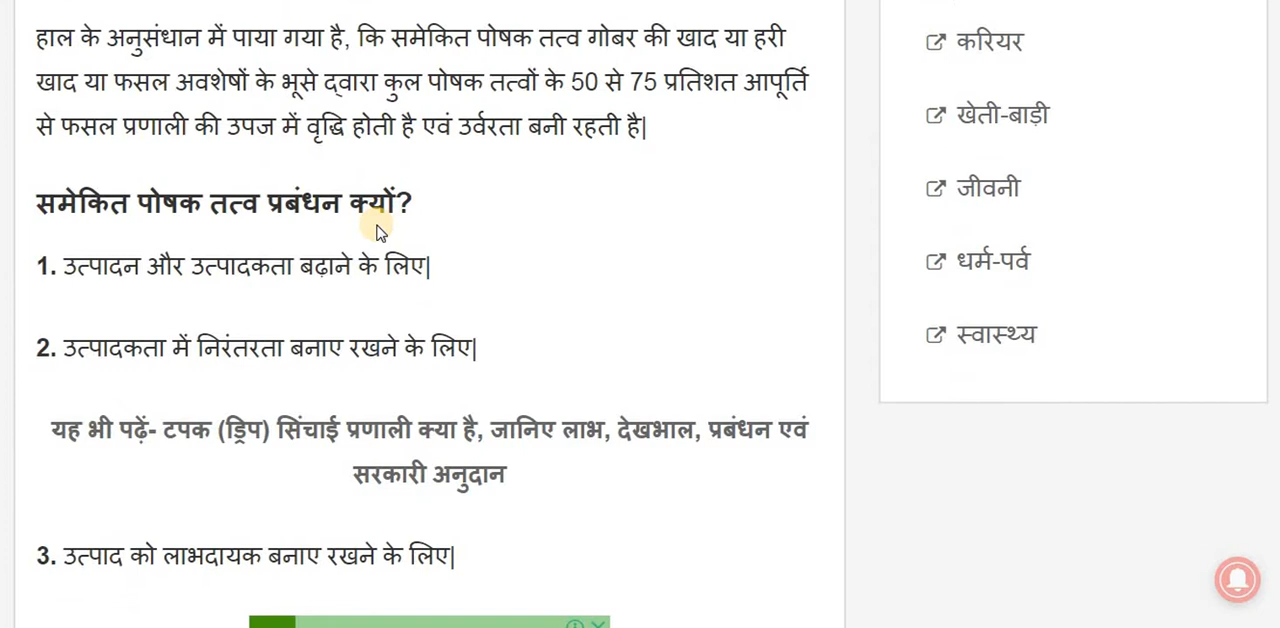 हाल के अनुसंधान में पाया गया है, कि समेकित पोषक तत्व गोबर की खाद या हरी
खाद या फसल अवशेषों के भूसे द्वारा कुल पोषक तत्वों के 50 से 75 प्रतिशत आपूर्ति
से फसल प्रणाली की उपज में वृद्धि होती है एवं उर्वरता बनी रहती है|
समेकित पोषक तत्व प्रबंधन क्यों?
1. उत्पादन और उत्पादकता बढ़ाने के लिए|
2. उत्पादकता में निरंतरता बनाए रखने के लिए|
यह भी पढ़ें- टपक (ड्रिप) सिंचाई प्रणाली क्या है, जानिए लाभ, देखभाल, प्रबंधन एवं
सरकारी अनुदान
3. उत्पाद को लाभदायक बनाए रखने के लिए|
करियर
खेती-बाड़ी
जीवनी
धर्म-पर्व
स्वास्थ्य